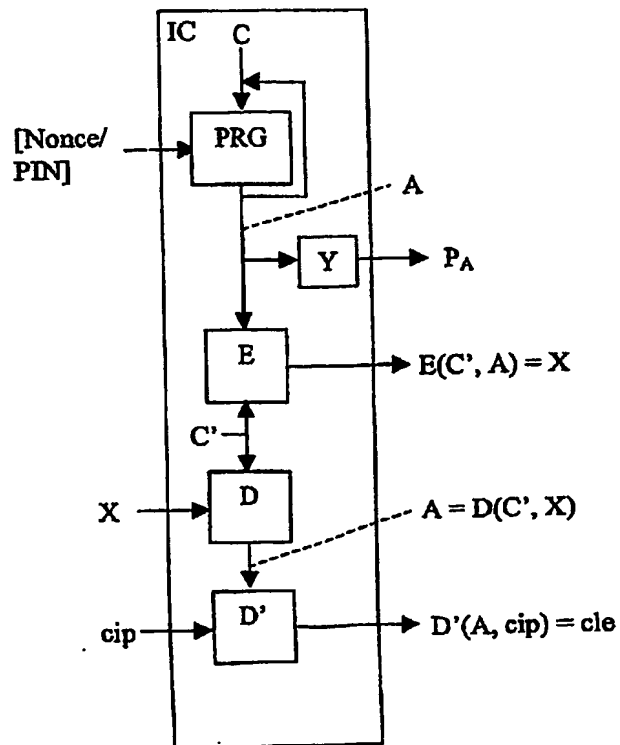 IC
C
[Nonce/
PIN]
PRG
A
Y
P_A
E
E(C', A) = X
C'
D
X
A = D(C', X)
D'
cip
D'(A, cip) = cle